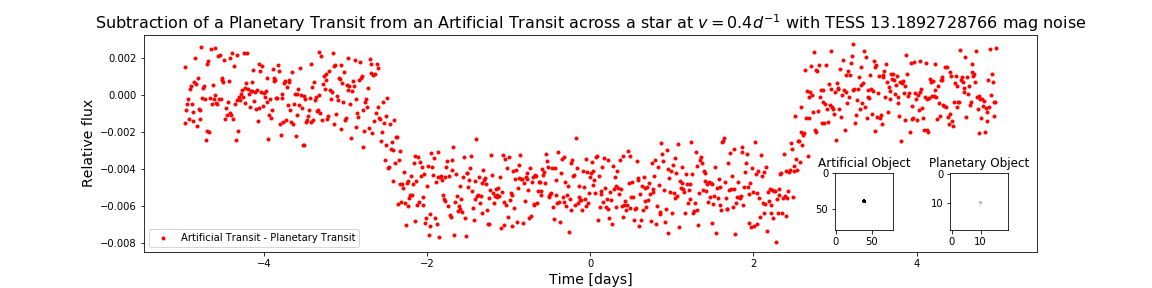 Subtraction of a Planetary Transit from an Artificial Transit across a star at v = 0.4d⁻¹ with TESS 13.1892728766 mag noise
Relative flux
0.002
0.000
−0.002
−0.004
−0.006
−0.008
Artificial Object
0
50
0 50
Planetary Object
0
10
0 10
Artificial Transit - Planetary Transit
−4 −2 0 2 4
Time [days]